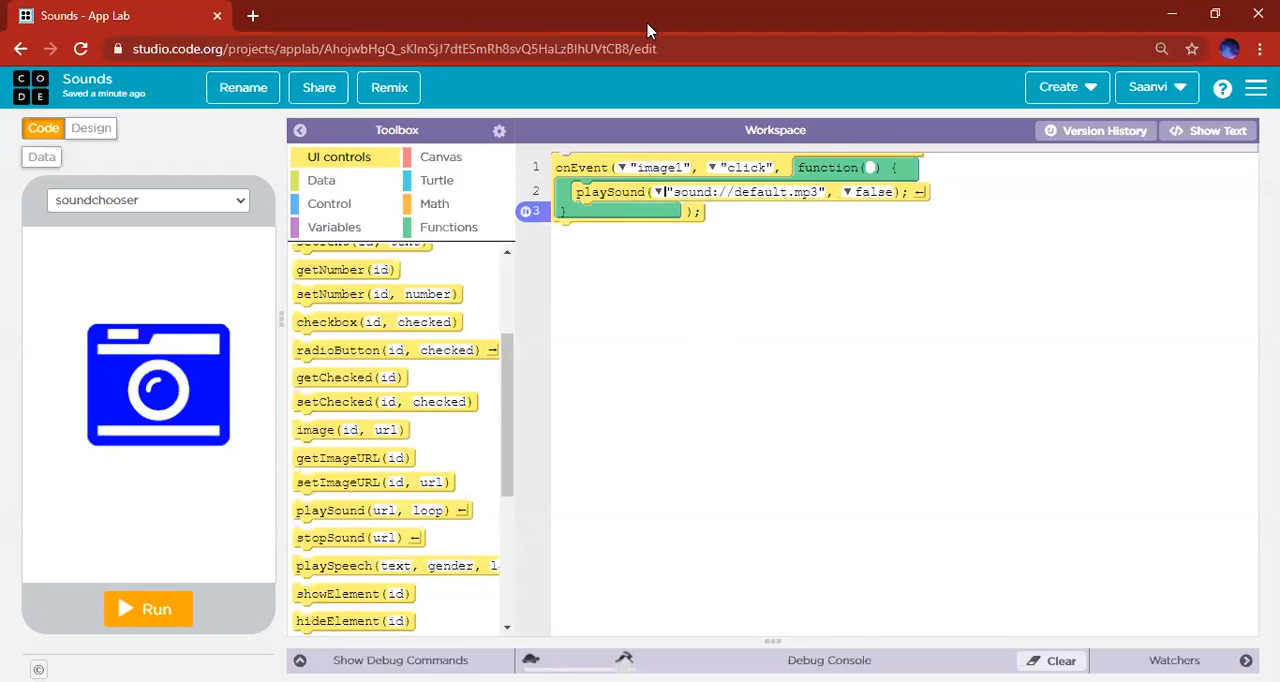 Sounds - App Lab
studio.code.org/projects/applab/AhojwbHgQ_sKlmSjJ7dtESmRh8svQ5HaLzBlhUVtCB8/edit
CO
DE
Sounds
Saved a minute ago
Rename
Share
Remix
Create
Saanvi
?
Code
Design
Data
soundchooser
Run
©
Toolbox
UI controls
Canvas
Data
Turtle
Control
Math
Variables
Functions
getNumber(id)
setNumber(id, number)
checkbox(id, checked)
radioButton(id, checked)
getChecked(id)
setChecked(id, checked)
image(id, url)
getImageURL(id)
setImageURL(id, url)
playSound(url, loop)
stopSound(url)
playSpeech(text, gender, l
showElement(id)
hideElement(id)
Workspace
Version History
</> Show Text
1 onEvent( "image1", "click", function( ) {
2 playSound( "sound://default.mp3", false);
3 } );
Show Debug Commands
Debug Console
Clear
Watchers